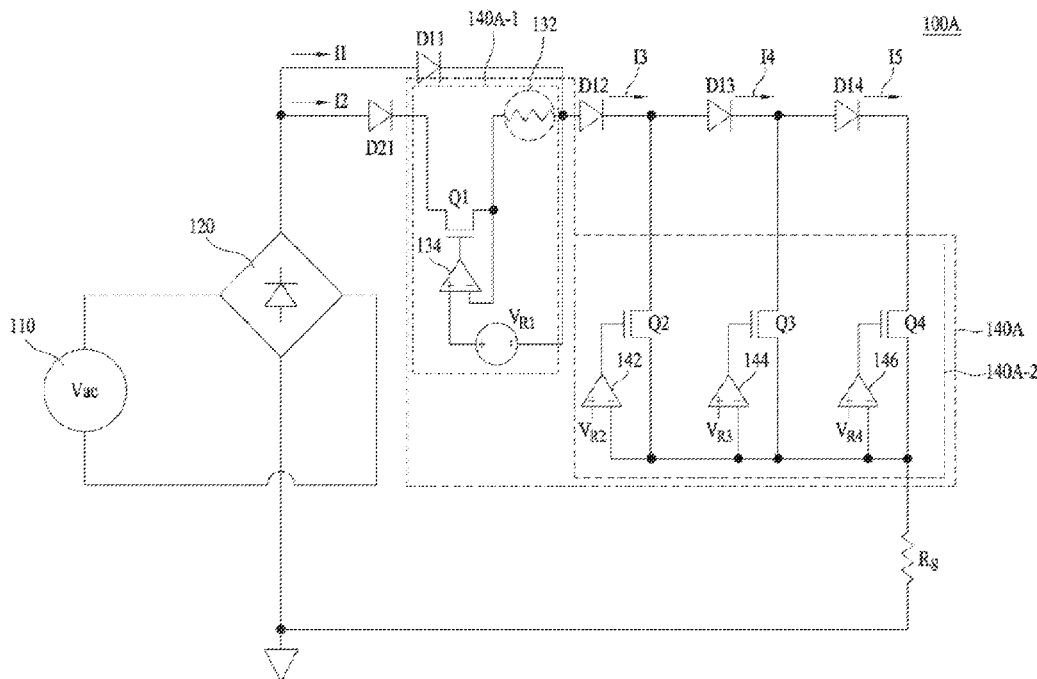 140A-1
132
100A
D11
I1
I3
I4
I5
D12
D13
D14
I2
D21
Q1
120
134
V_R1
110
Vac
Q2
Q3
Q4
140A
142
144
146
140A-2
V_R2
V_R3
V_R4
R_S